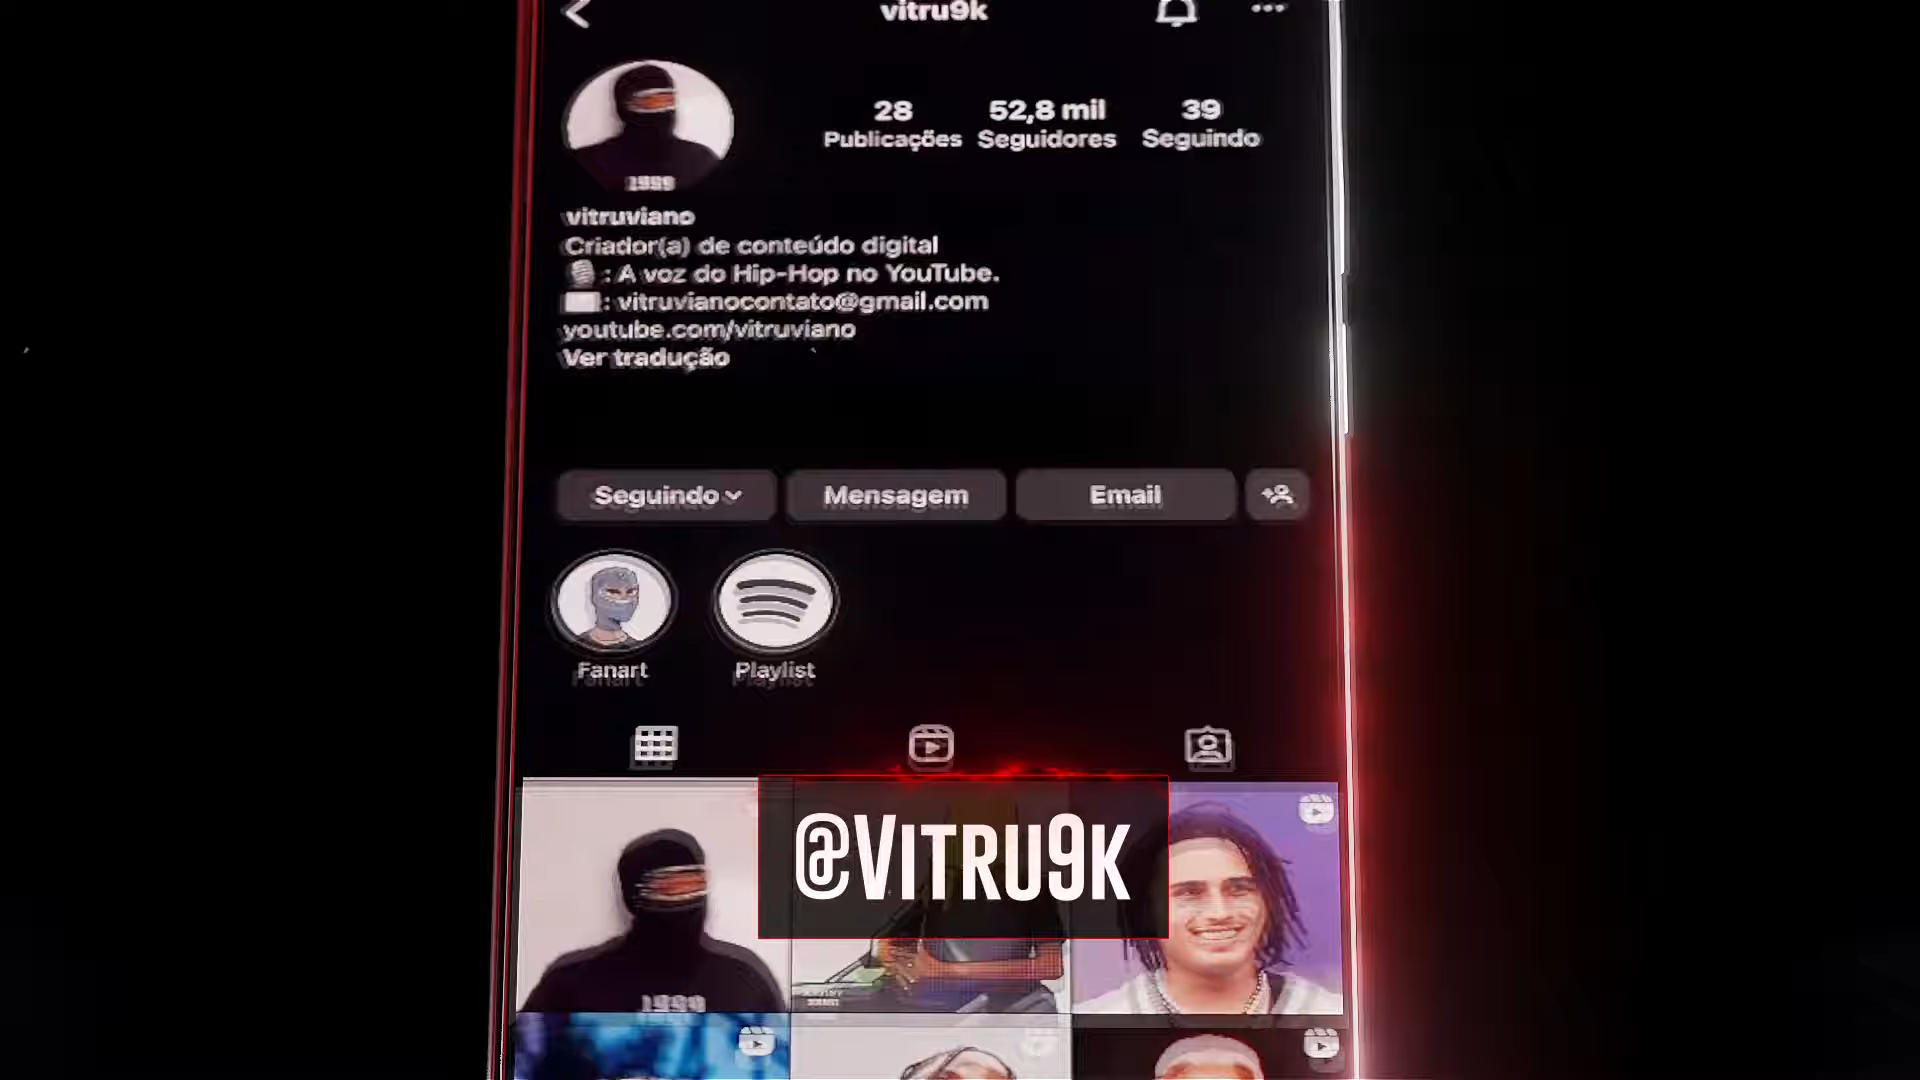 vitru9k
28
52,8 mil
39
Publicações
Seguidores
Seguindo
1999
vitruviano
Criador(a) de conteúdo digital
: A voz do Hip-Hop no YouTube.
: vitruvianocontato@gmail.com
youtube.com/vitruviano
Ver tradução
Seguindo
Mensagem
Email
Fanart
Playlist
@Vitru9k
1999